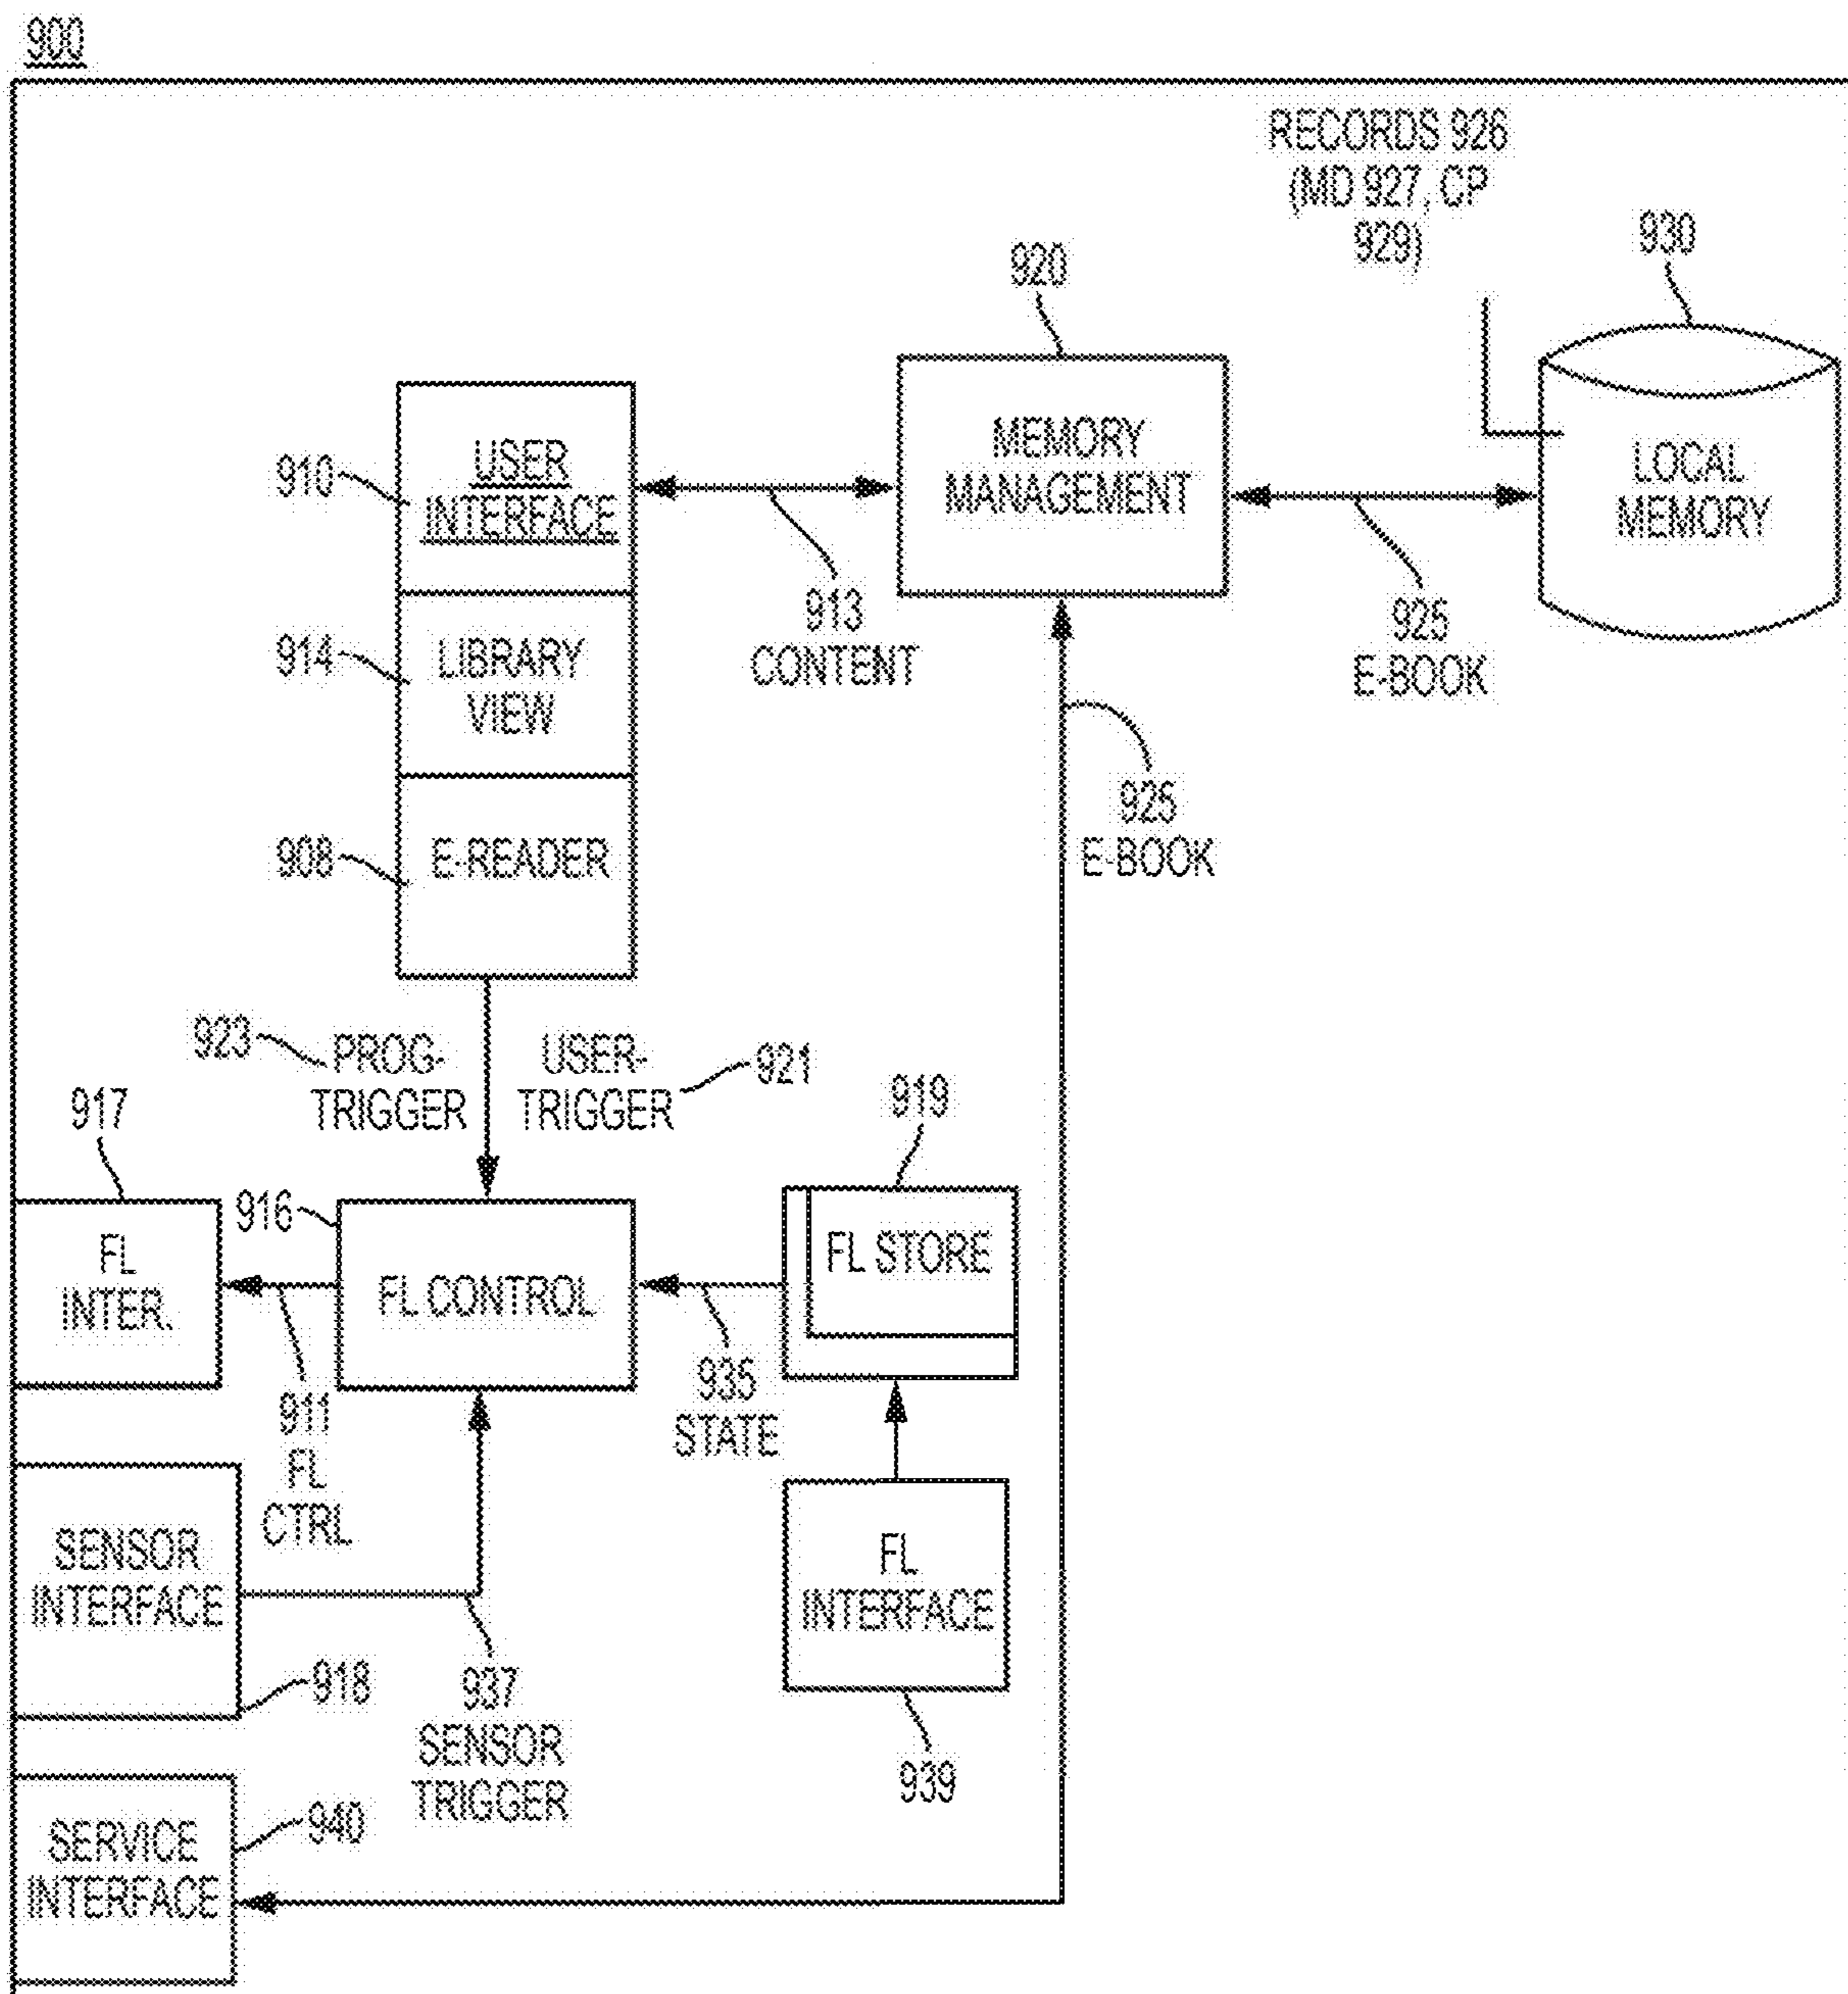 900
RECORDS 926
(MD 927, CP
929)
930
920
MEMORY
MANAGEMENT
LOCAL
MEMORY
910
USER
INTERFACE
913
CONTENT
925
E-BOOK
914
LIBRARY
VIEW
925
E-BOOK
908
E-READER
923
PROG-
TRIGGER
USER-
TRIGGER
921
917
916
919
FL
INTER.
FL CONTROL
FL STORE
911
FL
CTRL
935
STATE
SENSOR
INTERFACE
918
937
SENSOR
TRIGGER
FL
INTERFACE
939
SERVICE
INTERFACE
940